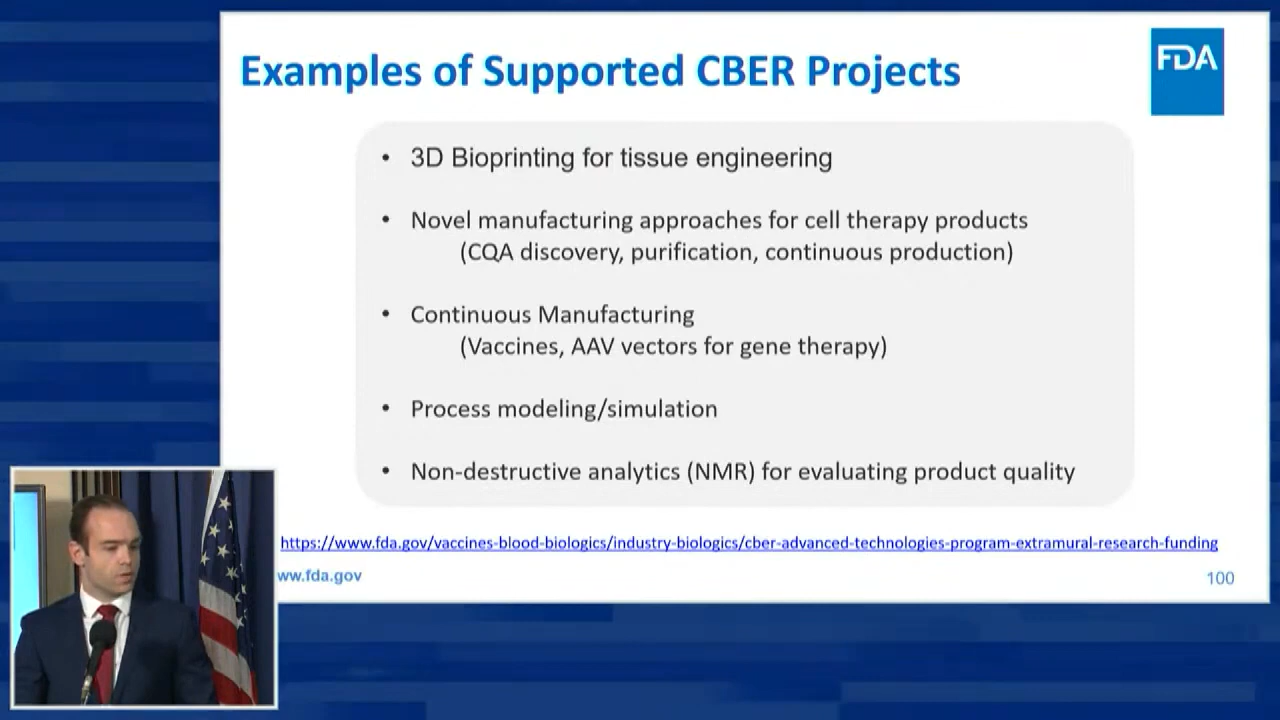 Examples of Supported CBER Projects
FDA
• 3D Bioprinting for tissue engineering
• Novel manufacturing approaches for cell therapy products
(CQA discovery, purification, continuous production)
• Continuous Manufacturing
(Vaccines, AAV vectors for gene therapy)
• Process modeling/simulation
• Non-destructive analytics (NMR) for evaluating product quality
https://www.fda.gov/vaccines-blood-biologics/industry-biologics/cber-advanced-technologies-program-extramural-research-funding
ww.fda.gov
100